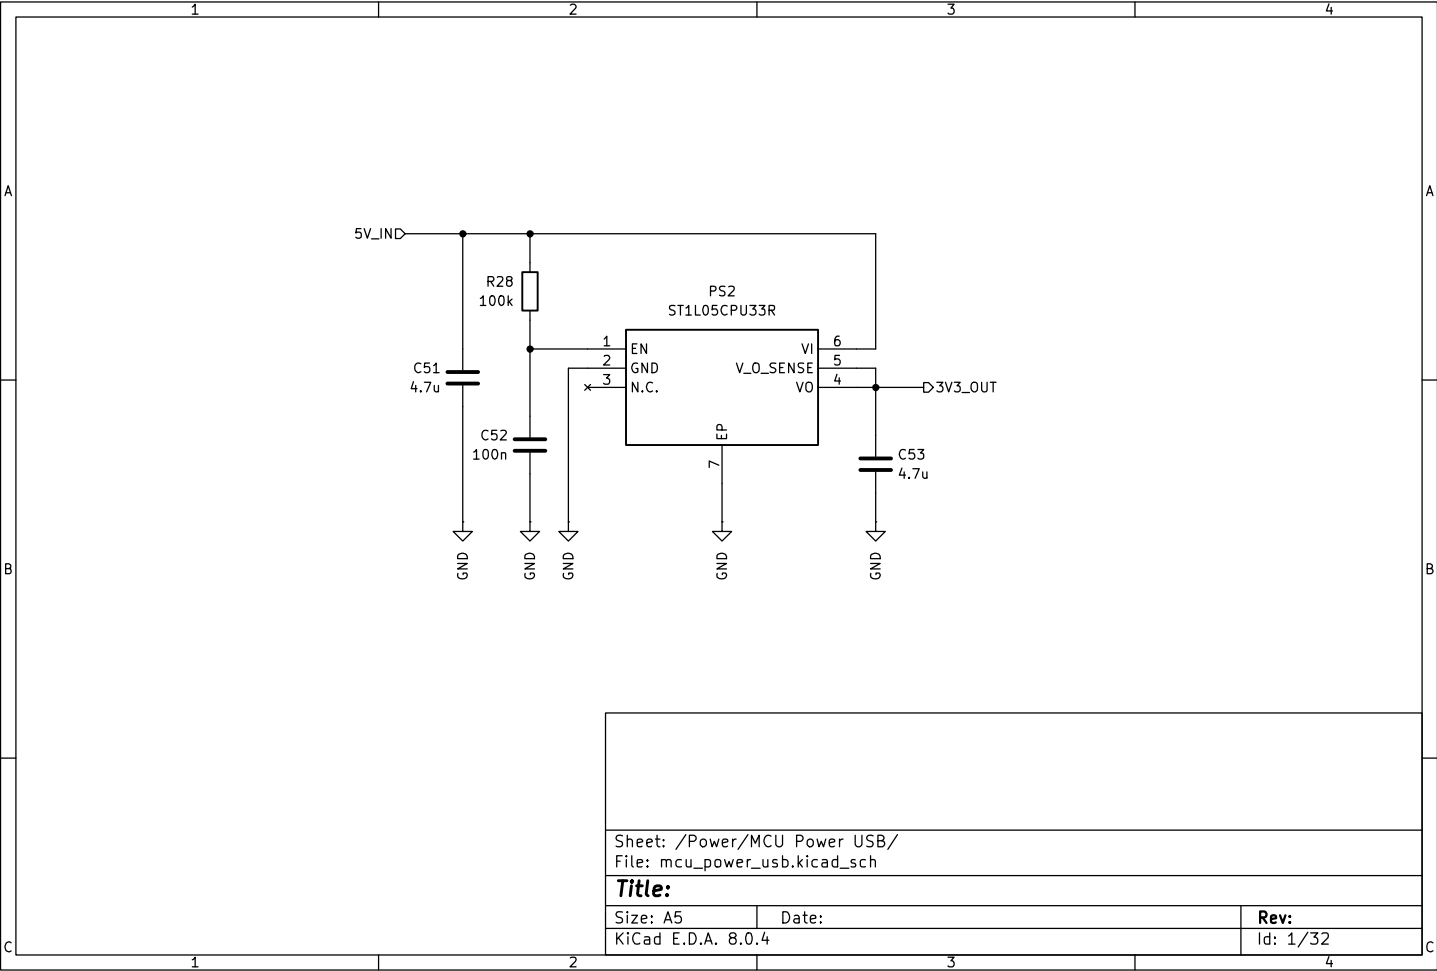 1 2 3 4
A A
5V_IN
R28
100k
PS2
ST1L05CPU33R
1 EN
2 GND
3 N.C.
VI 6
V_O_SENSE 5
VO 4
3V3_OUT
EP
7
C51
4.7u
C52
100n
C53
4.7u
GND GND GND GND GND
B B
Sheet: /Power/MCU Power USB/
File: mcu_power_usb.kicad_sch
Title:
Size: A5 Date: Rev:
KiCad E.D.A. 8.0.4 Id: 1/32
C C
1 2 3 4